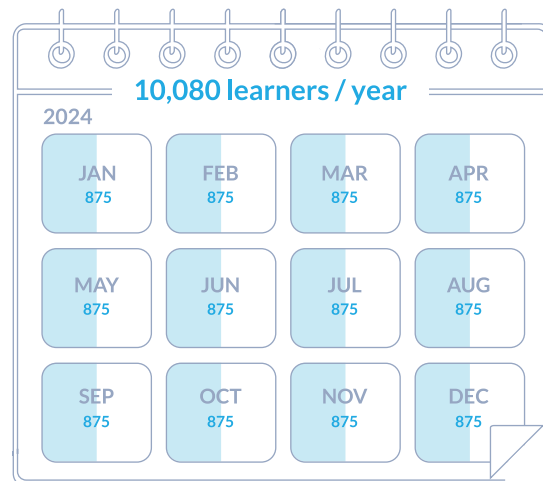 10,080 learners / year
2024
JAN FEB MAR APR
875 875 875 875
MAY JUN JUL AUG
875 875 875 875
SEP OCT NOV DEC
875 875 875 875